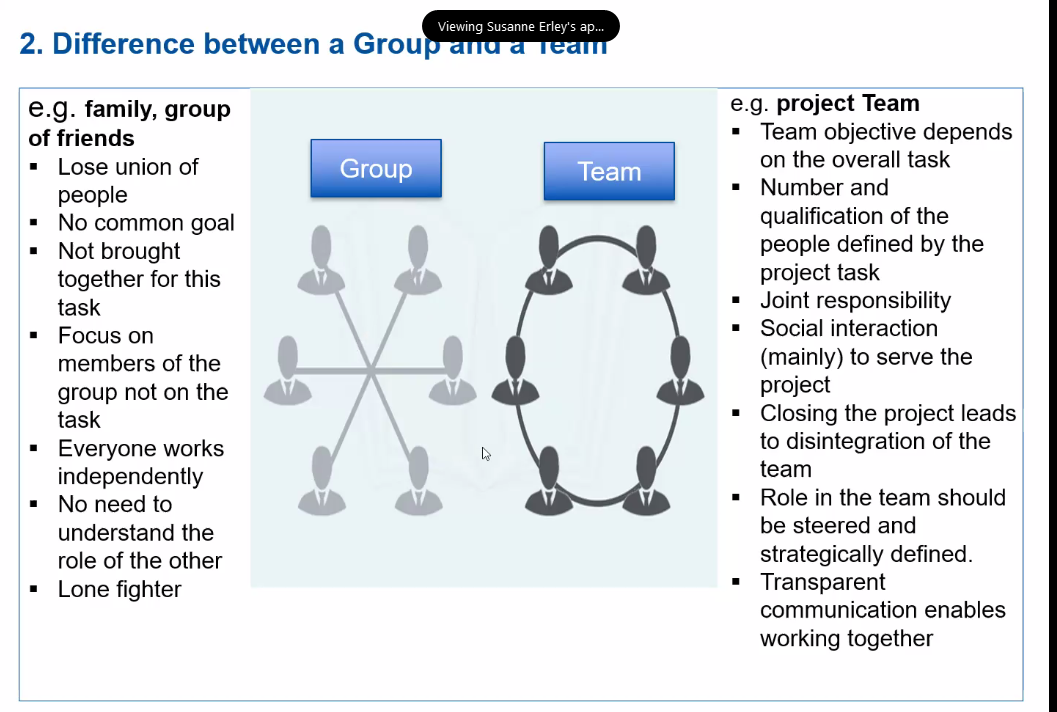 Viewing Susanne Erley's ap...
2. Difference between a Group and a Team
e.g. family, group
of friends
▪ Lose union of
people
▪ No common goal
▪ Not brought
together for this
task
▪ Focus on
members of the
group not on the
task
▪ Everyone works
independently
▪ No need to
understand the
role of the other
▪ Lone fighter
Group
Team
e.g. project Team
▪ Team objective depends
on the overall task
▪ Number and
qualification of the
people defined by the
project task
▪ Joint responsibility
▪ Social interaction
(mainly) to serve the
project
▪ Closing the project leads
to disintegration of the
team
▪ Role in the team should
be steered and
strategically defined.
▪ Transparent
communication enables
working together